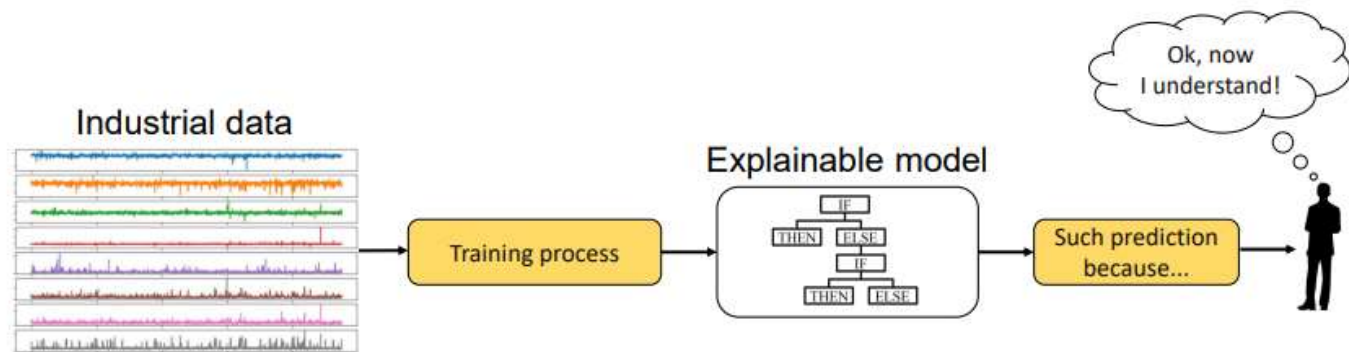 Ok, now
I understand!
Industrial data
Explainable model
IF
THEN ELSE
IF
THEN ELSE
Training process
Such prediction
because...